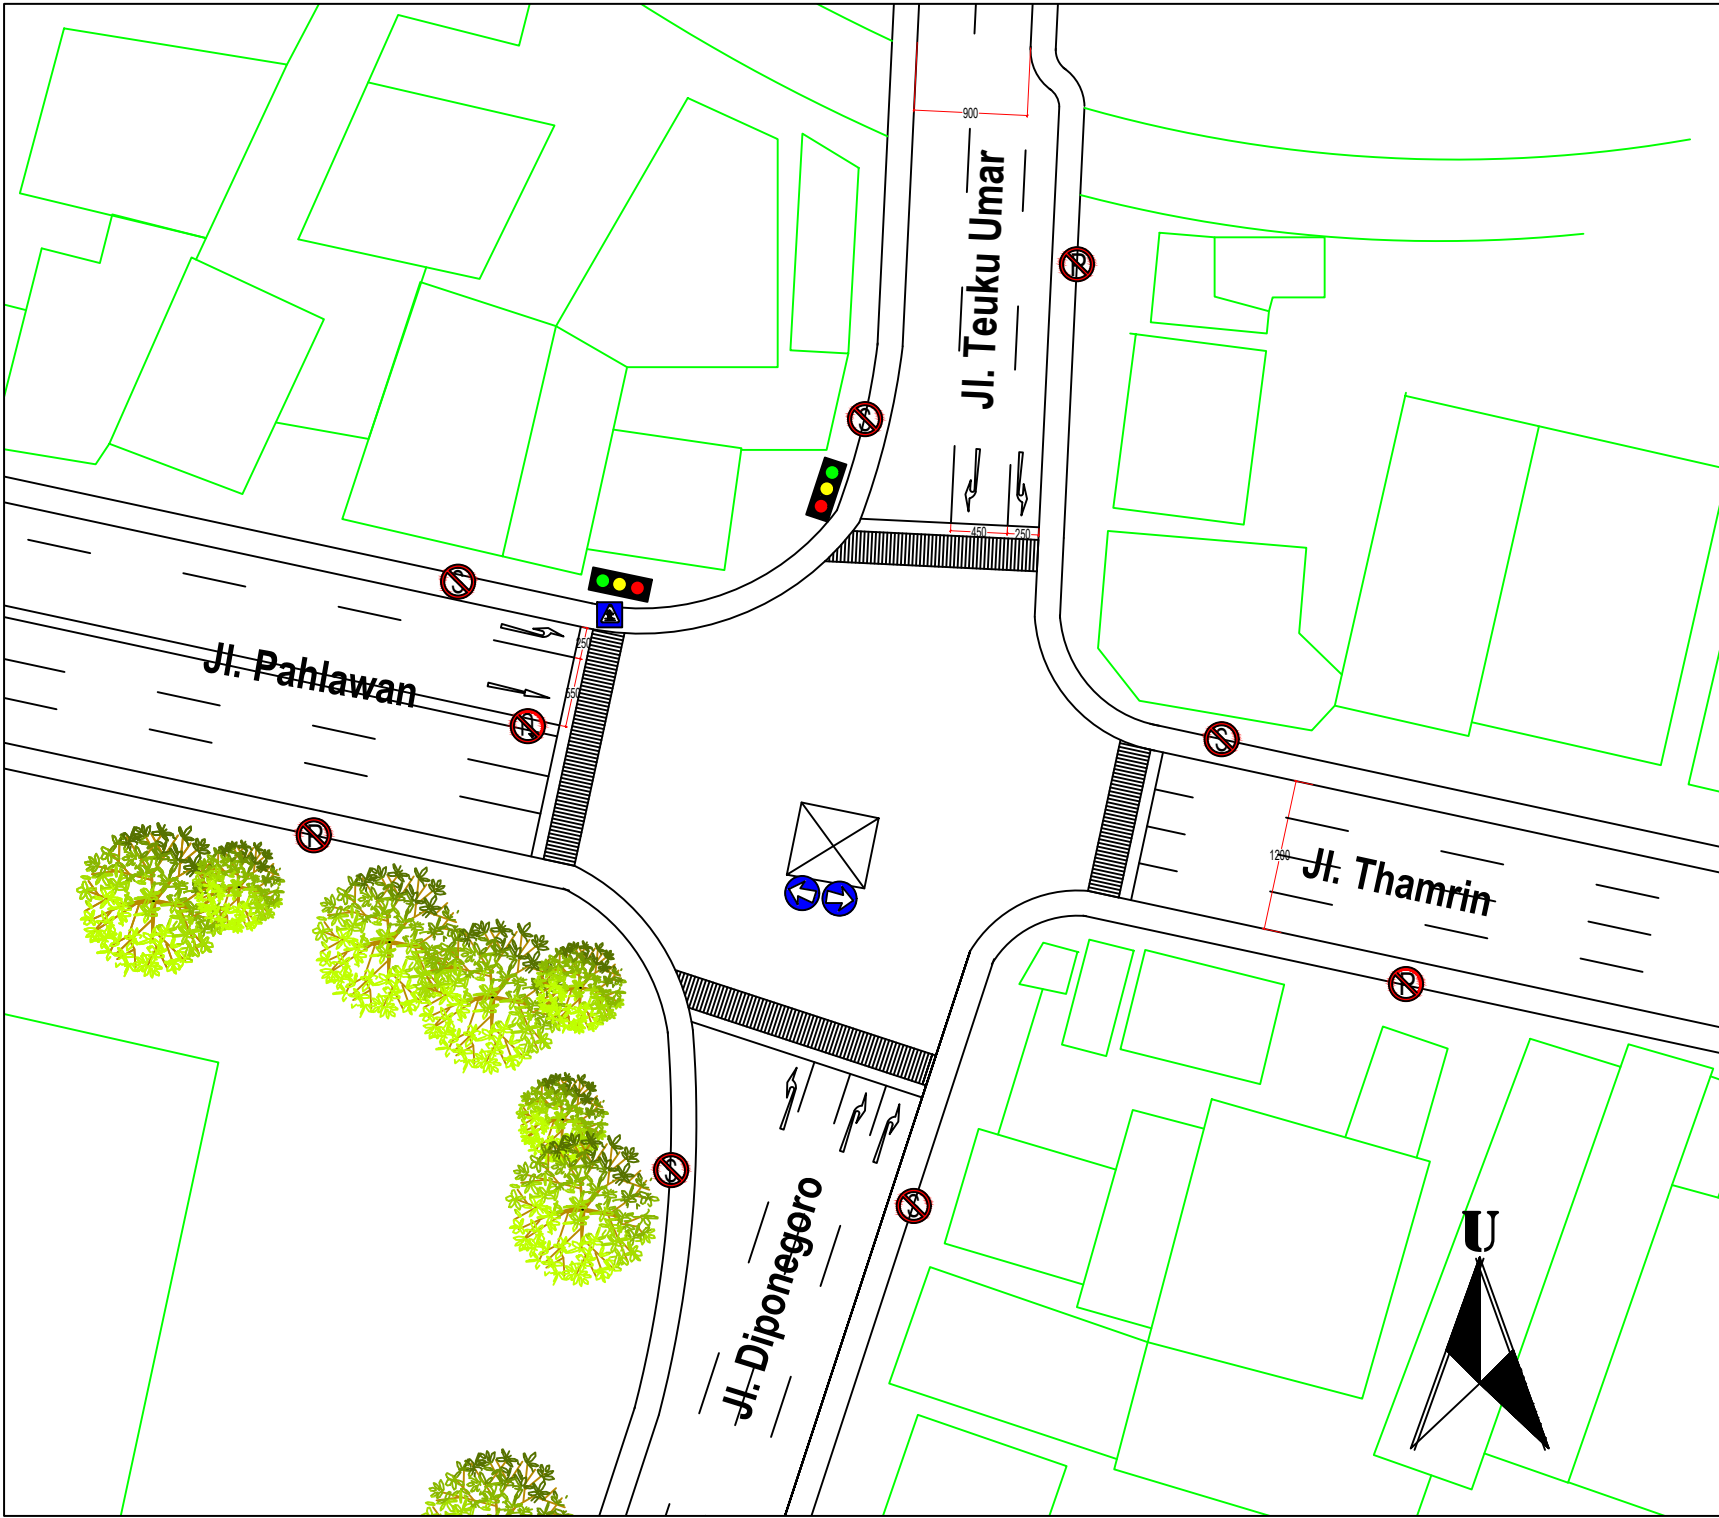 900
Jl. Teuku Umar
P
S
450
250
S
250
Jl. Pahlawan
550
S
P
1200
Jl. Thamrin
P
S
S
Jl. Diponegoro
U